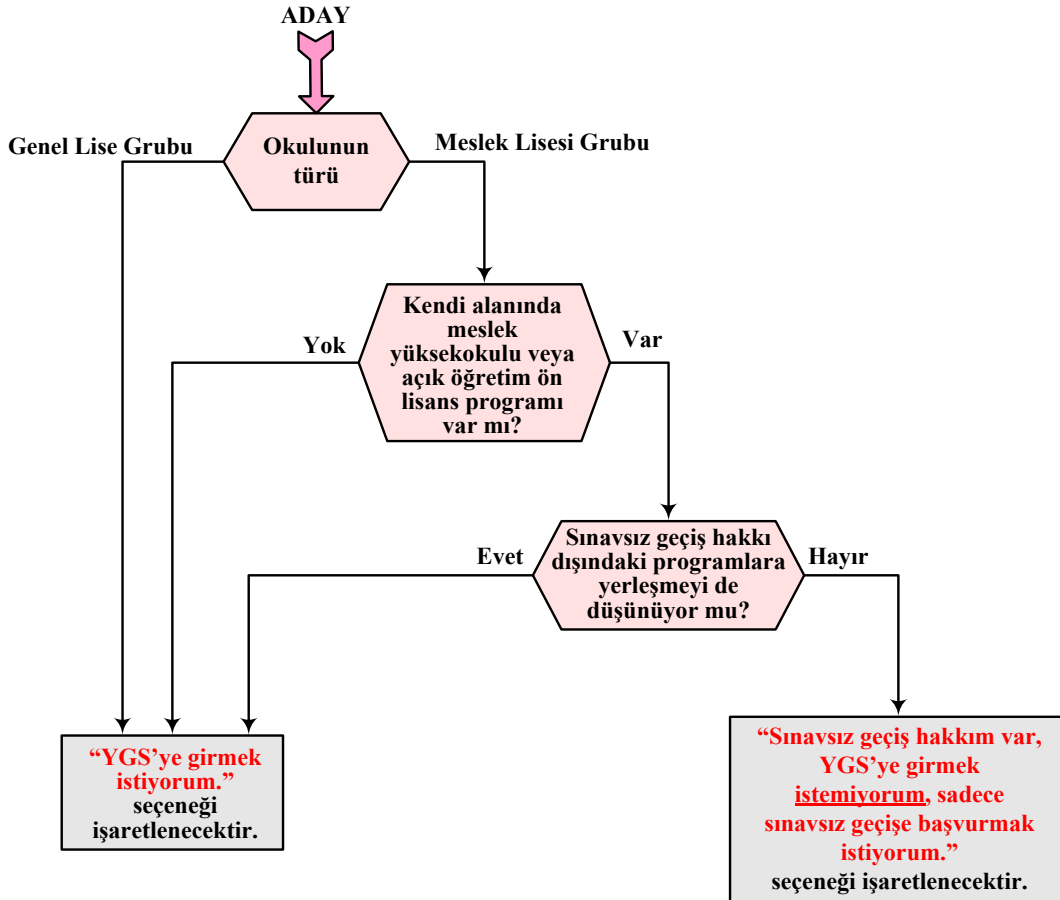 ADAY
Genel Lise Grubu
Okulunun
türü
Meslek Lisesi Grubu
Kendi alanında
meslek
yüksekokulu veya
açık öğretim ön
lisans programı
var mı?
Yok
Var
Sınavsız geçiş hakkı
dışındaki programlara
yerleşmeyi de
düşünüyor mu?
Evet
Hayır
“YGS’ye girmek
istiyorum.”
seçeneği
işaretlenecektir.
“Sınavsız geçiş hakkım var,
YGS’ye girmek
istemiyorum, sadece
sınavsız geçişe başvurmak
istiyorum.”
seçeneği işaretlenecektir.